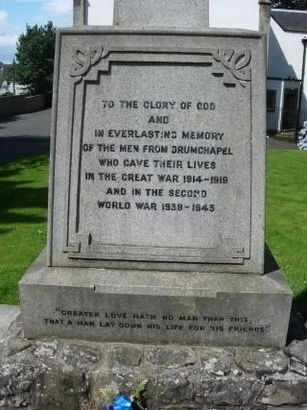 TO THE GLORY OF GOD
AND
IN EVERLASTING MEMORY
OF THE MEN FROM DRUMCHAPEL
WHO GAVE THEIR LIVES
IN THE GREAT WAR 1914-1919
AND IN THE SECOND
WORLD WAR 1939-1945
"GREATER LOVE HATH NO MAN THAN THIS,
THAT A MAN LAY DOWN HIS LIFE FOR HIS FRIENDS"